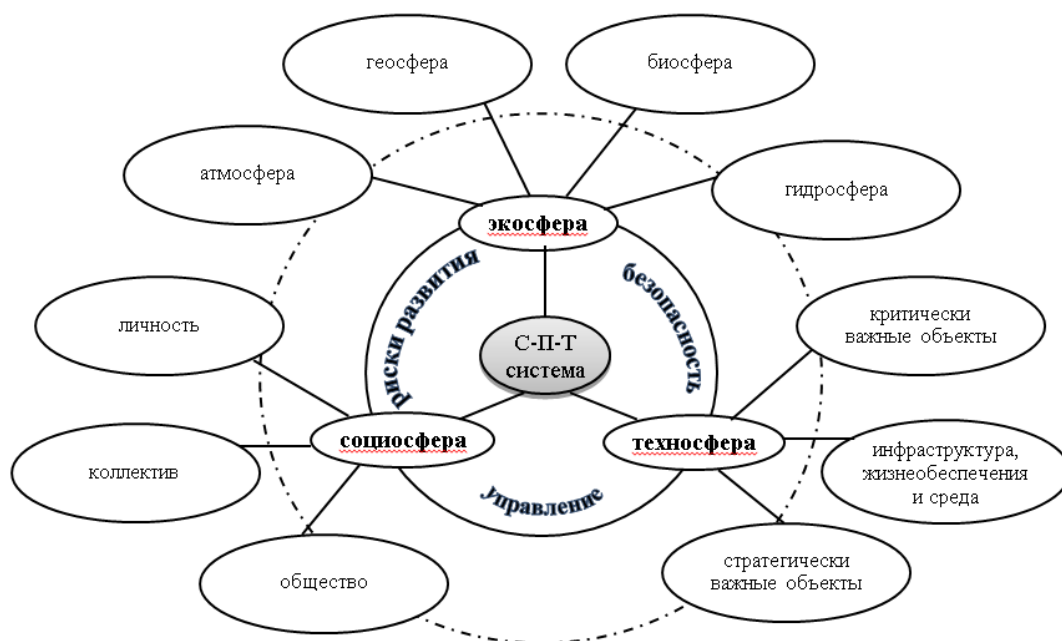 геосфера
биосфера
атмосфера
гидросфера
экосфера
риски развития
безопасность
личность
критически
важные объекты
С-П-Т
система
социосфера
техносфера
коллектив
инфраструктура,
жизнеобеспечения
и среда
управление
общество
стратегически
важные объекты